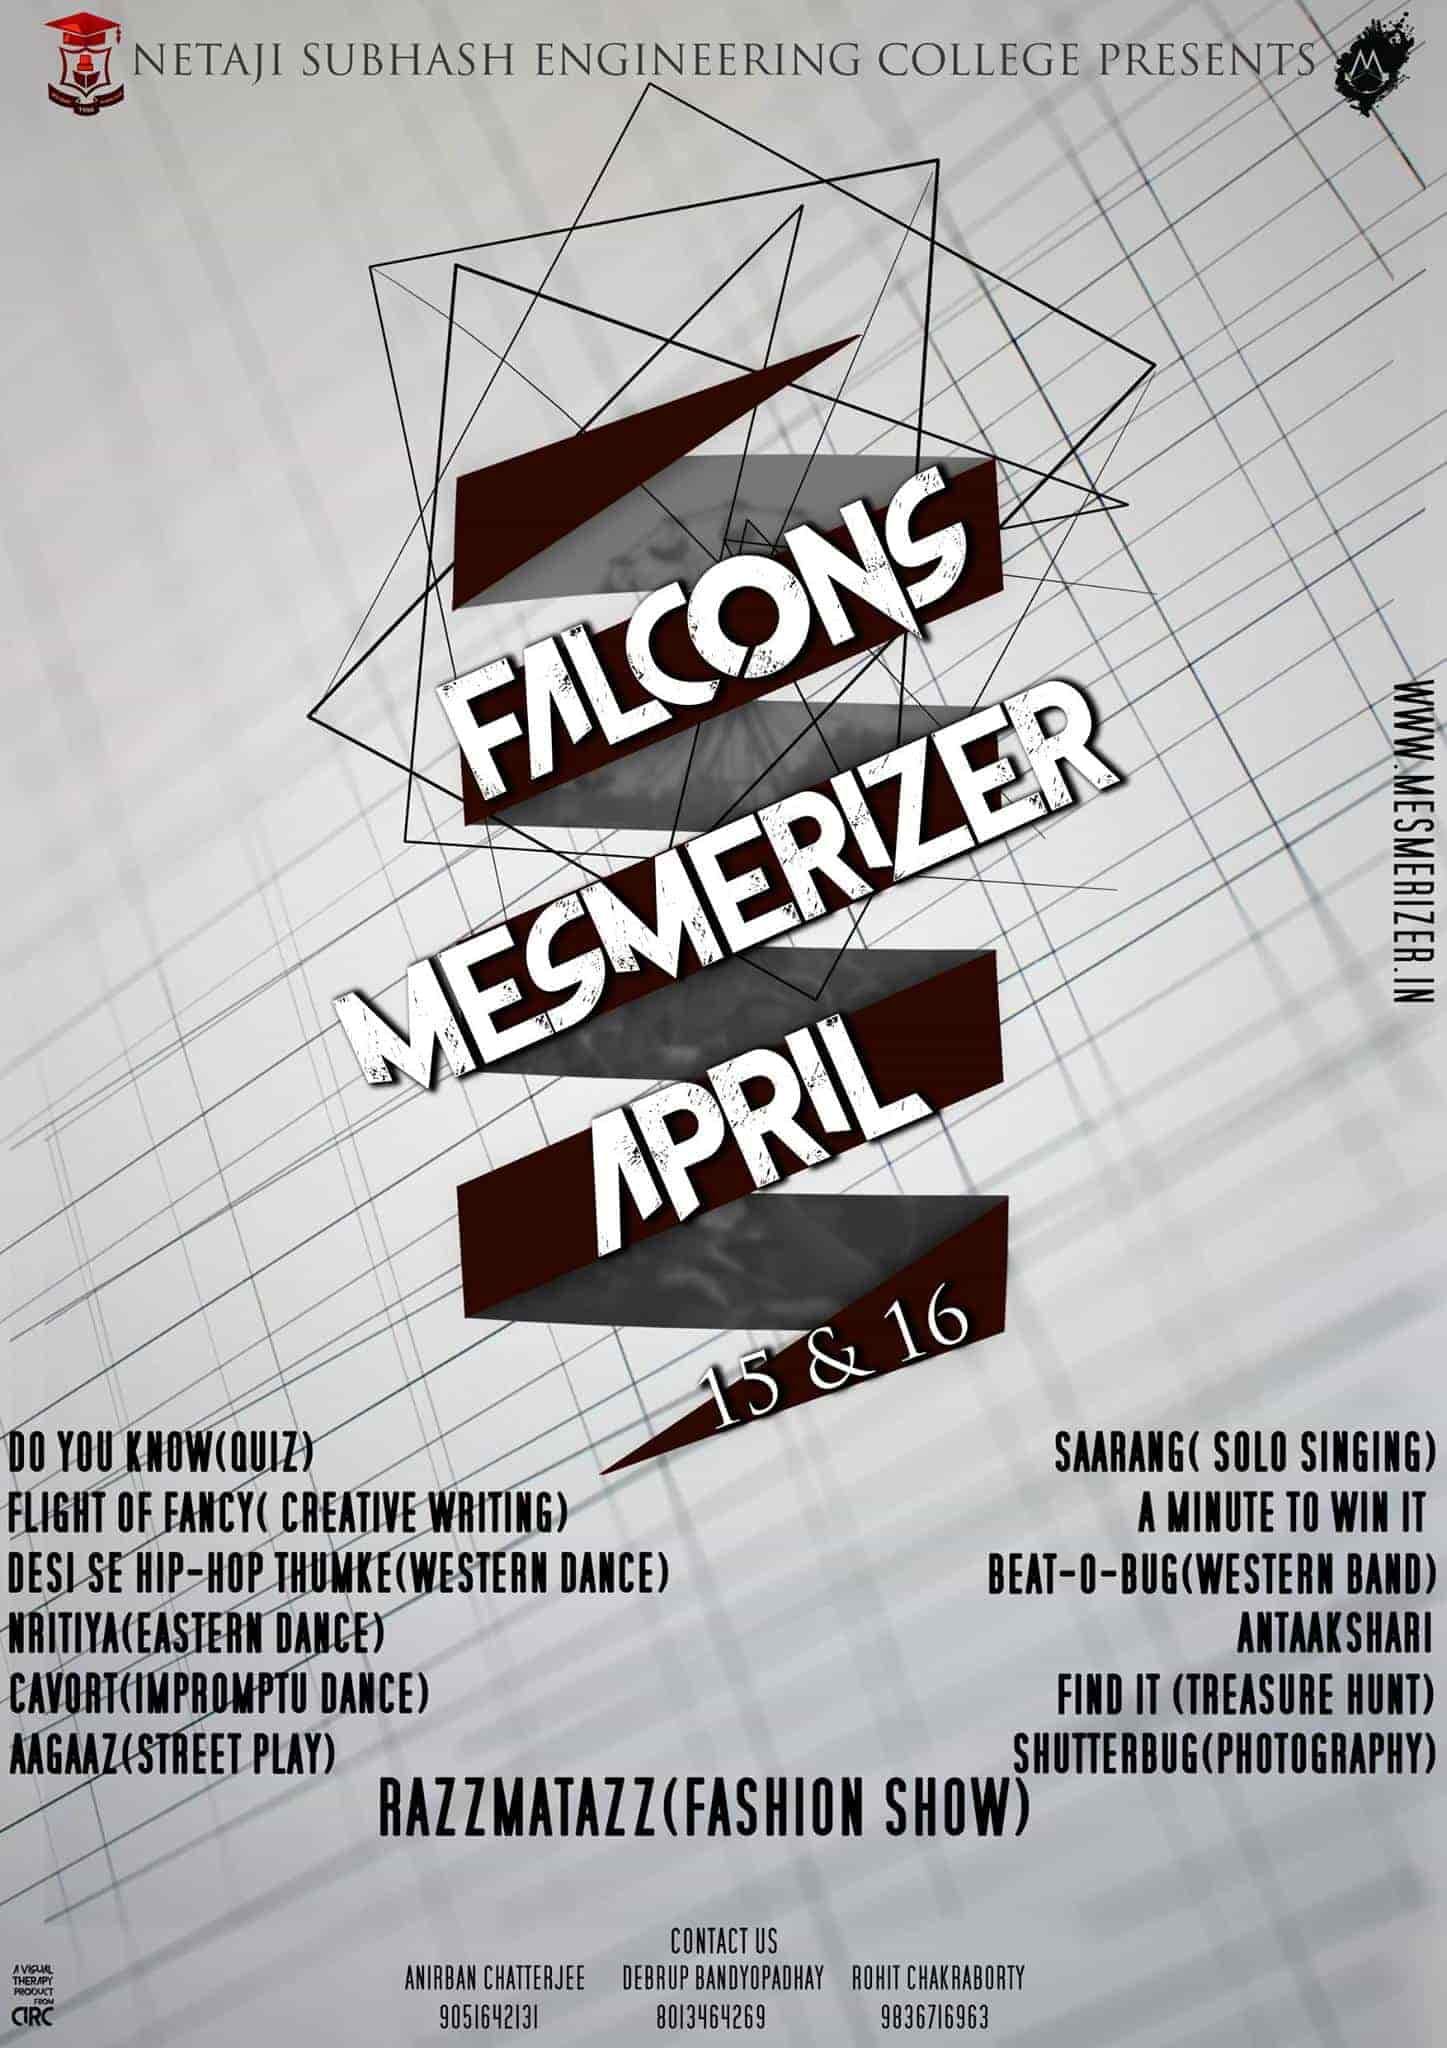 NETAJI SUBHASH ENGINEERING COLLEGE PRESENTS
M
FALCONS
MESMERIZER
APRIL
15 & 16
WWW.MESMERIZER.IN
DO YOU KNOW(QUIZ)
FLIGHT OF FANCY( CREATIVE WRITING)
DESI SE HIP-HOP THUMKE(WESTERN DANCE)
NRITIYA(EASTERN DANCE)
CAVORT(IMPROMPTU DANCE)
AAGAAZ(STREET PLAY)
SAARANG( SOLO SINGING)
A MINUTE TO WIN IT
BEAT-O-BUG(WESTERN BAND)
ANTAAKSHARI
FIND IT (TREASURE HUNT)
SHUTTERBUG(PHOTOGRAPHY)
RAZZMATAZZ(FASHION SHOW)
CONTACT US
ANIRBAN CHATTERJEE DEBRUP BANDYOPADHAY ROHIT CHAKRABORTY
9051642131 8013464269 9836716963
A VISUAL
THERAPY
PRODUCT
FROM
CIRC